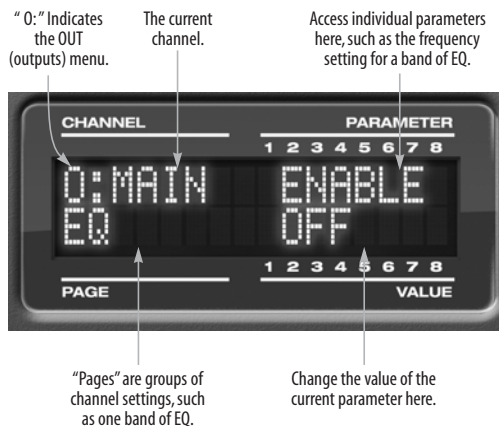 “ O:” Indicates
the OUT
(outputs) menu.
The current
channel.
Access individual parameters
here, such as the frequency
setting for a band of EQ.
CHANNEL
PARAMETER
1 2 3 4 5 6 7 8
O:MAIN ENABLE
EQ OFF
1 2 3 4 5 6 7 8
PAGE
VALUE
“Pages” are groups of
channel settings, such
as one band of EQ.
Change the value of the
current parameter here.